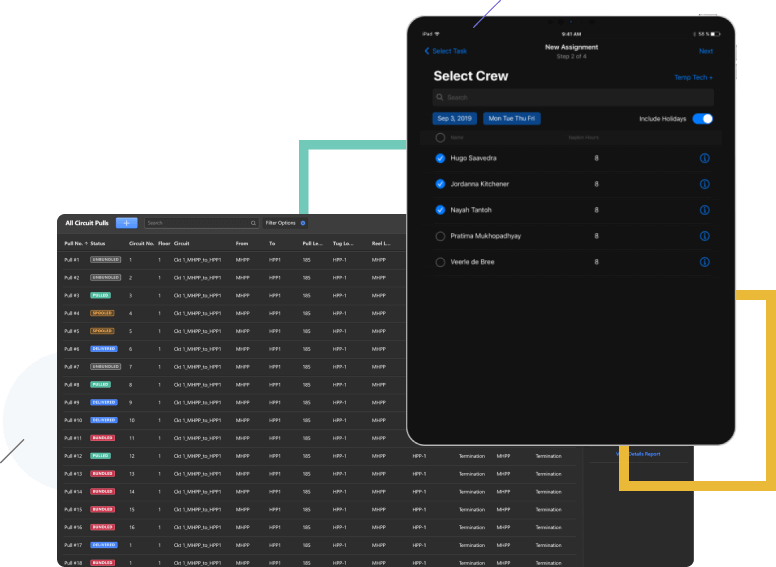 iPad
9:41 AM
58 %
Select Task
New Assignment
Next
Step 2 of 4
Select Crew
Temp Tech +
Search
Sep 3, 2019
Mon Tue Thu Fri
Include Holidays
Name
Hugo Saavedra 8
Jordanna Kitchener 8
Nayah Tantoh 8
Pratima Mukhopadhyay 8
Veerle de Bree 8
All Circuit Pulls
+
Search
Filter Options
Pull No. ↑ Status Circuit No. Floor Circuit From To Pull Le... Tug Lo... Reel L...
Pull #1 UNBUNDLED 1 1 Ckt 1_MHPP_to_HPP1 MHPP HPP1 185 HPP-1 MHPP
Pull #2 UNBUNDLED 2 1 Ckt 1_MHPP_to_HPP1 MHPP HPP1 185 HPP-1 MHPP
Pull #3 PULLED 3 1 Ckt 1_MHPP_to_HPP1 MHPP HPP1 185 HPP-1 MHPP
Pull #4 SPOOLED 4 1 Ckt 1_MHPP_to_HPP1 MHPP HPP1 185 HPP-1 MHPP
Pull #5 SPOOLED 5 1 Ckt 1_MHPP_to_HPP1 MHPP HPP1 185 HPP-1 MHPP
Pull #6 DELIVERED 6 1 Ckt 1_MHPP_to_HPP1 MHPP HPP1 185 HPP-1 MHPP
Pull #7 UNBUNDLED 7 1 Ckt 1_MHPP_to_HPP1 MHPP HPP1 185 HPP-1 MHPP
Pull #8 PULLED 8 1 Ckt 1_MHPP_to_HPP1 MHPP HPP1 185 HPP-1 MHPP
Pull #9 DELIVERED 9 1 Ckt 1_MHPP_to_HPP1 MHPP HPP1 185 HPP-1 MHPP
Pull #10 DELIVERED 10 1 Ckt 1_MHPP_to_HPP1 MHPP HPP1 185 HPP-1 MHPP
Pull #11 BUNDLED 11 1 Ckt 1_MHPP_to_HPP1 MHPP HPP1 185 HPP-1 MHPP
Pull #12 PULLED 12 1 Ckt 1_MHPP_to_HPP1 MHPP HPP1 185 HPP-1 MHPP HPP-1 Termination MHPP Termination
Details Report
Pull #13 BUNDLED 13 1 Ckt 1_MHPP_to_HPP1 MHPP HPP1 185 HPP-1 MHPP HPP-1 Termination MHPP Termination
Pull #14 BUNDLED 14 1 Ckt 1_MHPP_to_HPP1 MHPP HPP1 185 HPP-1 MHPP HPP-1 Termination MHPP Termination
Pull #15 BUNDLED 15 1 Ckt 1_MHPP_to_HPP1 MHPP HPP1 185 HPP-1 MHPP HPP-1 Termination MHPP Termination
Pull #16 BUNDLED 16 1 Ckt 1_MHPP_to_HPP1 MHPP HPP1 185 HPP-1 MHPP HPP-1 Termination MHPP Termination
Pull #17 DELIVERED 1 1 Ckt 1_MHPP_to_HPP1 MHPP HPP1 185 HPP-1 MHPP HPP-1 Termination MHPP Termination
Pull #18 BUNDLED 1 1 Ckt 1_MHPP_to_HPP1 MHPP HPP1 185 HPP-1 MHPP HPP-1 Termination MHPP Termination